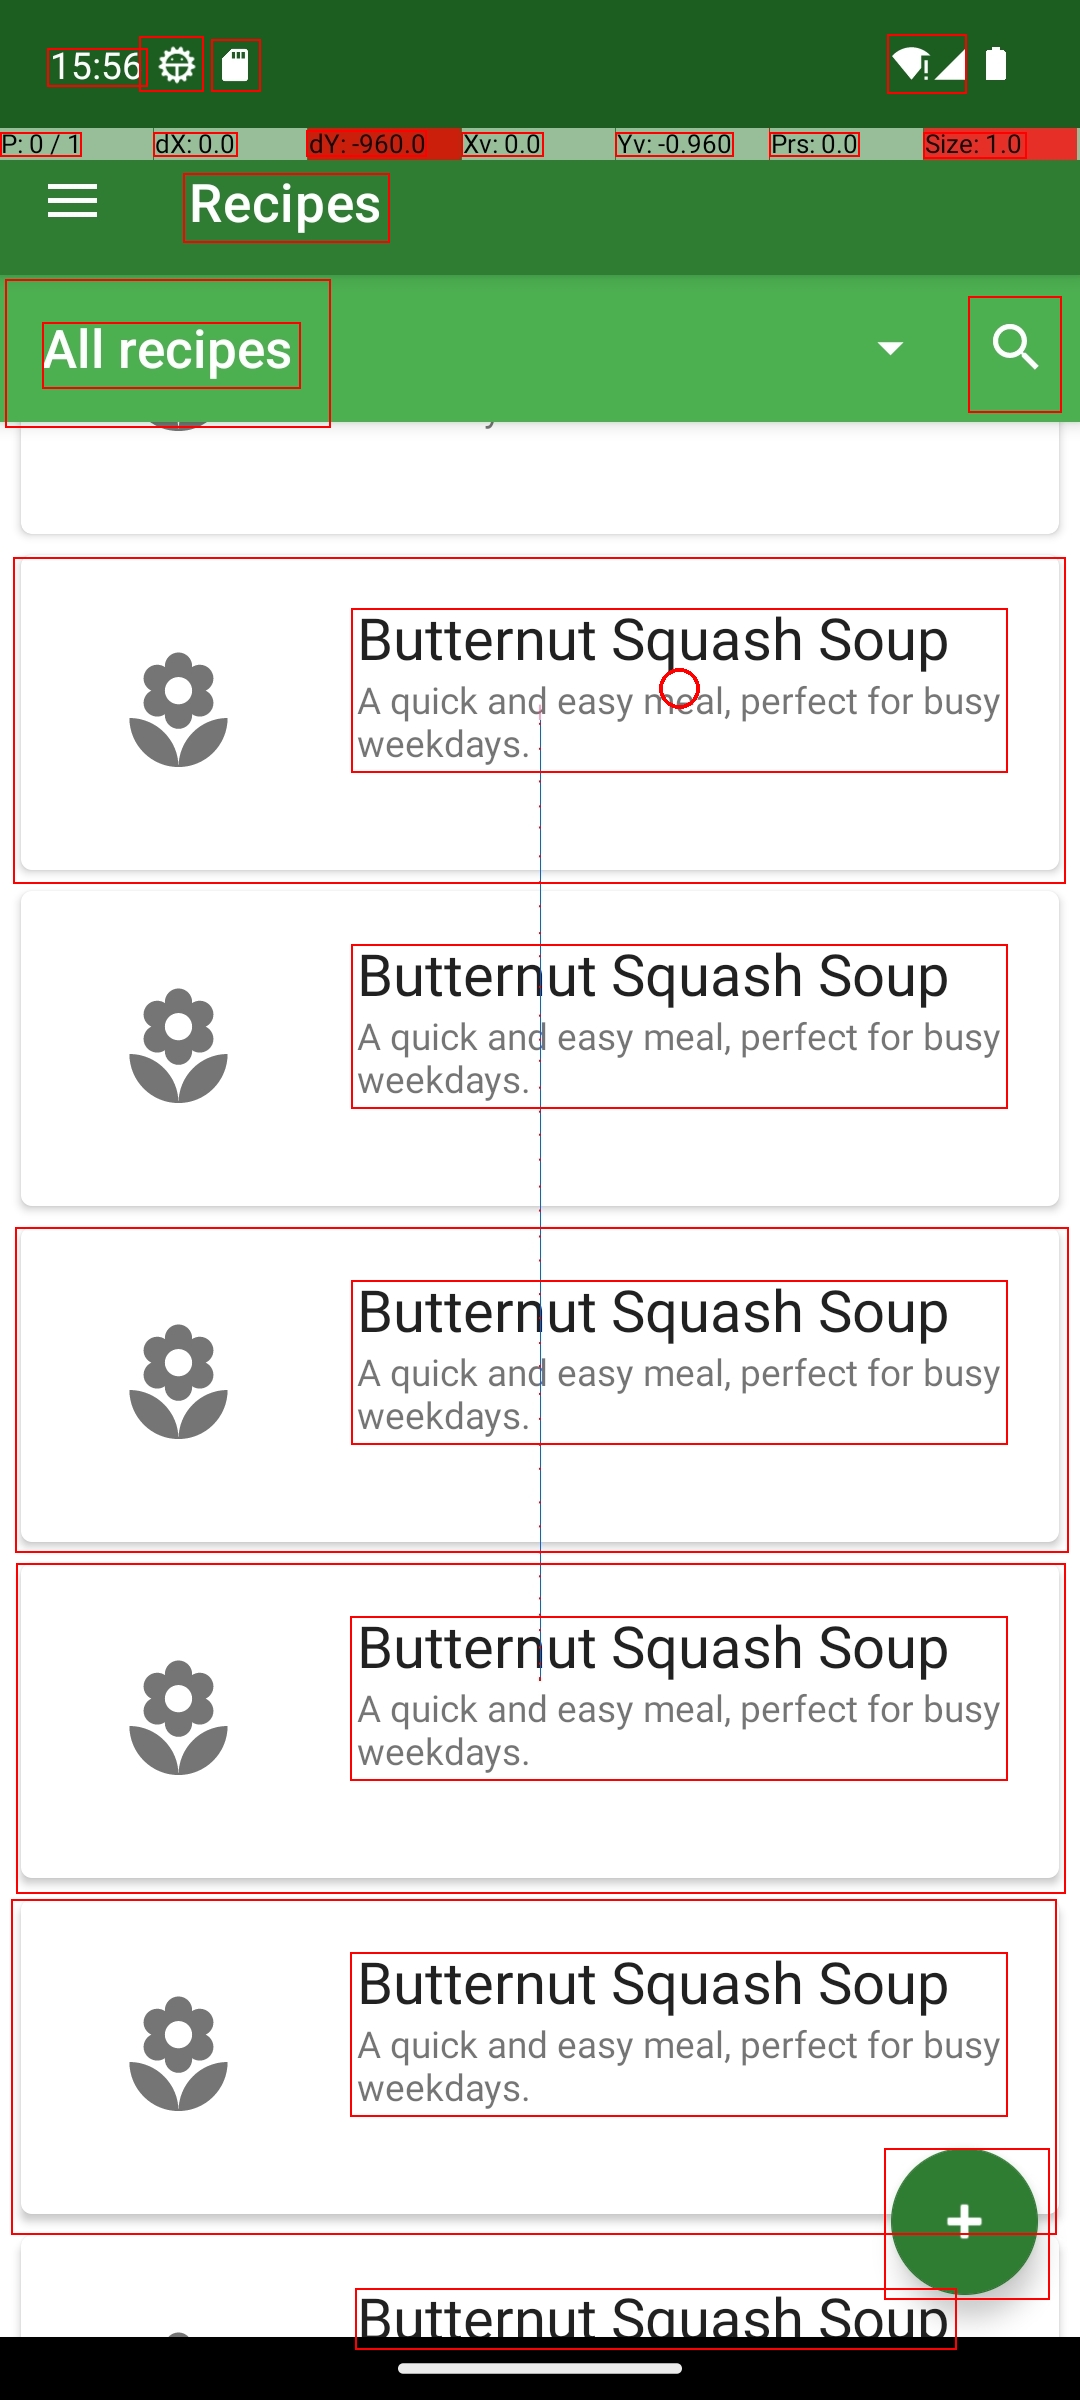 15:56
P: 0 / 1 dX: 0.0 dY: -960.0 Xv: 0.0 Yv: -0.960 Prs: 0.0 Size: 1.0
Recipes
All recipes
Butternut Squash Soup
A quick and easy meal, perfect for busy
weekdays.
Butternut Squash Soup
A quick and easy meal, perfect for busy
weekdays.
Butternut Squash Soup
A quick and easy meal, perfect for busy
weekdays.
Butternut Squash Soup
A quick and easy meal, perfect for busy
weekdays.
Butternut Squash Soup
A quick and easy meal, perfect for busy
weekdays.
Butternut Squash Soup